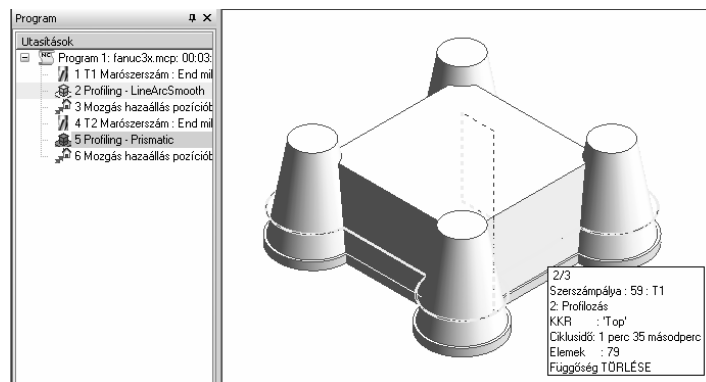 Program
Utasítások
NC Program 1: fanuc3x.mcp: 00:03:
1 T1 Marószerszám : End mil
2 Profiling - LineArcSmooth
3 Mozgás hazaállás pozíciób
4 T2 Marószerszám : End mil
5 Profiling - Prismatic
6 Mozgás hazaállás pozíciób
2/3
Szerszámpálya : 59 : T1
2: Profilozás
KKR : 'Top'
Ciklusidő: 1 perc 35 másodperc
Elemek : 79
Függőség TÖRLÉSE